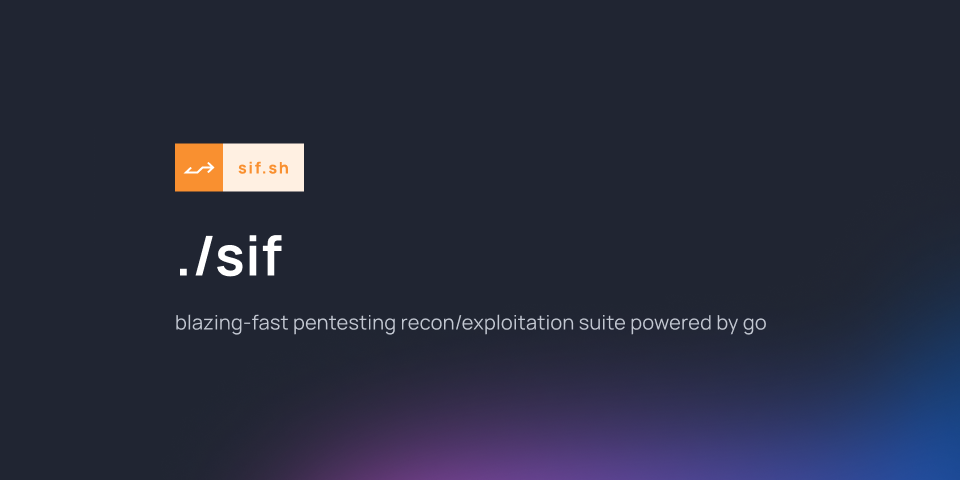 sif.sh
./sif
blazing-fast pentesting recon/exploitation suite powered by go